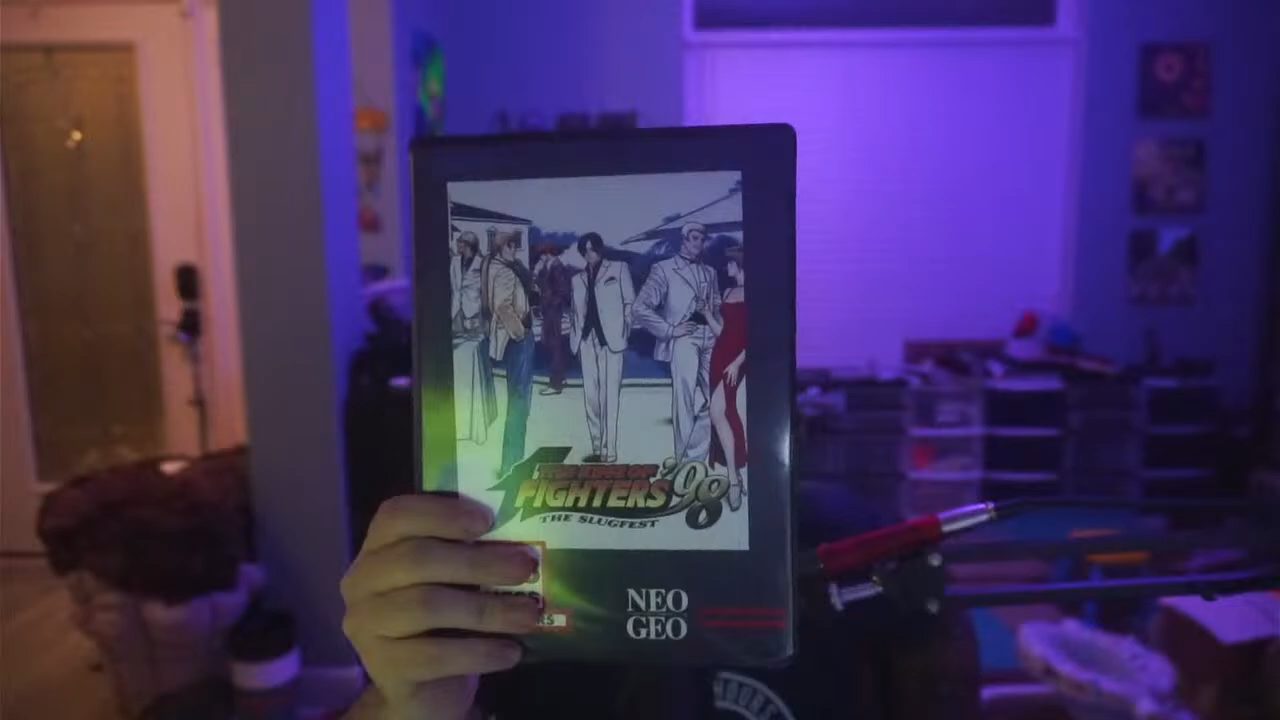 THE KING OF
FIGHTERS '98
THE SLUGFEST
NEO
GEO